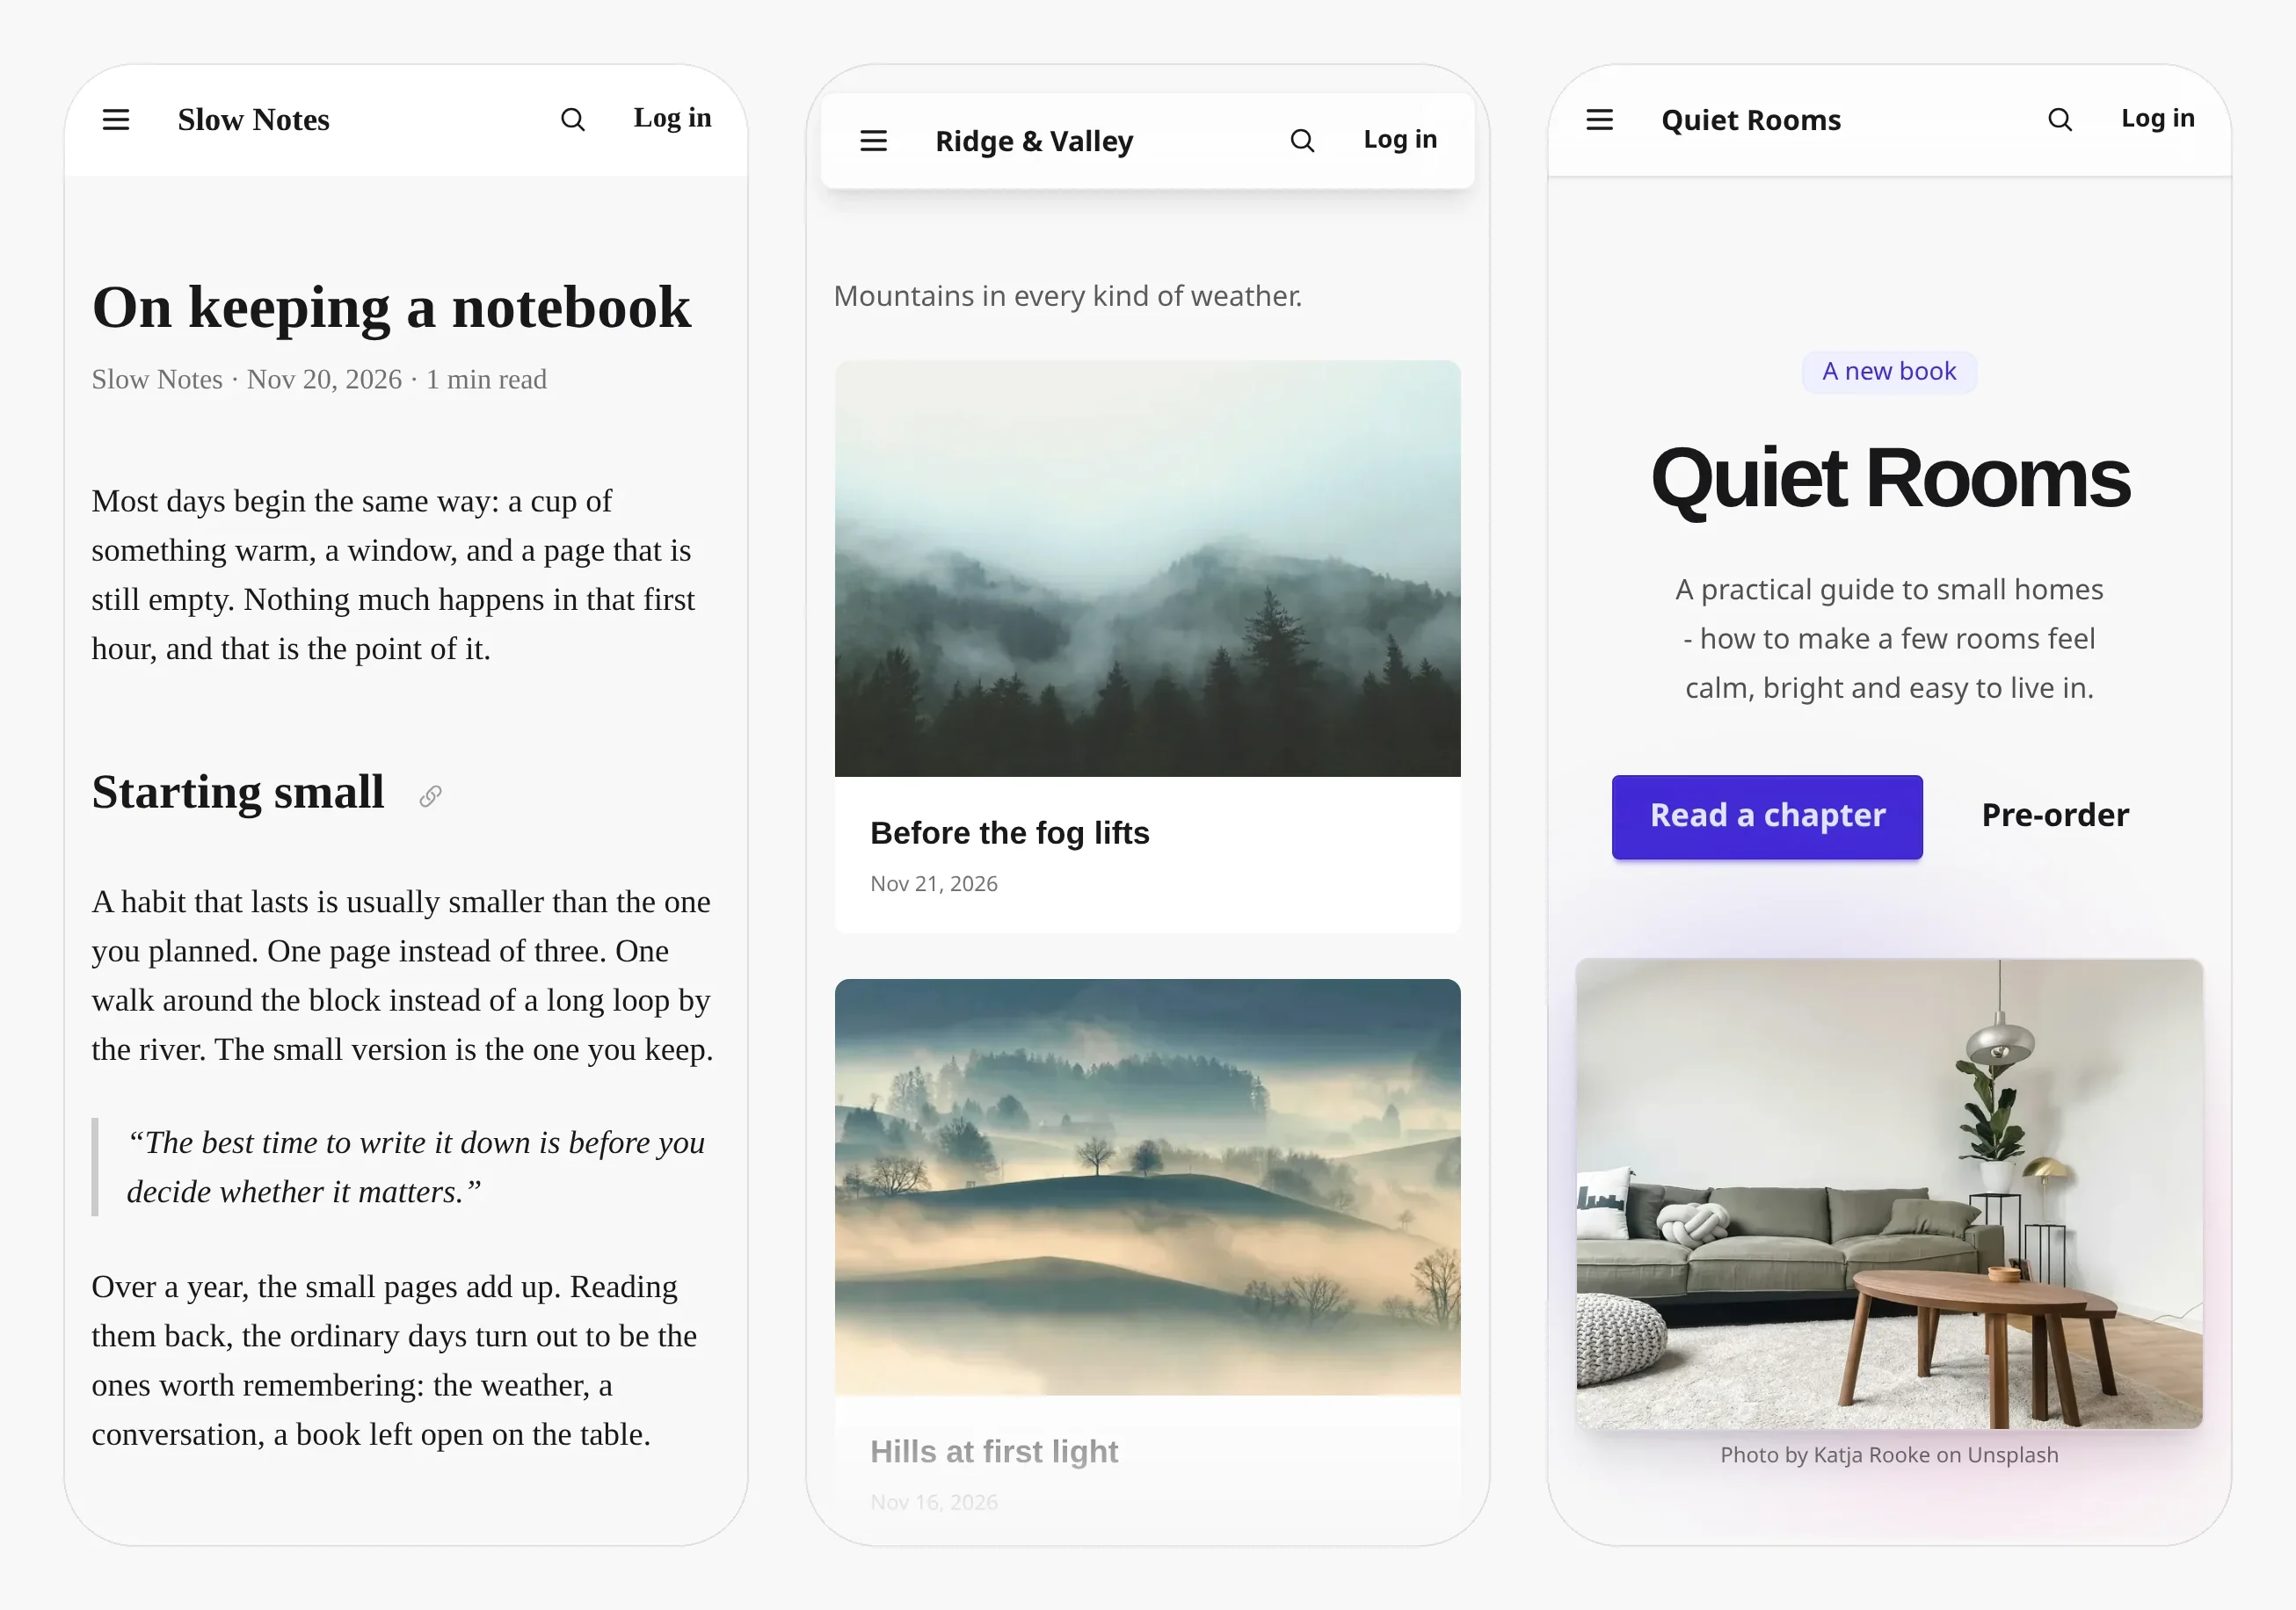 Slow Notes
Log in
On keeping a notebook
Slow Notes · Nov 20, 2026 · 1 min read
Most days begin the same way: a cup of
something warm, a window, and a page that is
still empty. Nothing much happens in that first
hour, and that is the point of it.
Starting small
A habit that lasts is usually smaller than the one
you planned. One page instead of three. One
walk around the block instead of a long loop by
the river. The small version is the one you keep.
“The best time to write it down is before you
decide whether it matters.”
Over a year, the small pages add up. Reading
them back, the ordinary days turn out to be the
ones worth remembering: the weather, a
conversation, a book left open on the table.
Ridge & Valley
Log in
Mountains in every kind of weather.
Before the fog lifts
Nov 21, 2026
Hills at first light
Nov 16, 2026
Quiet Rooms
Log in
A new book
Quiet Rooms
A practical guide to small homes
- how to make a few rooms feel
calm, bright and easy to live in.
Read a chapter
Pre-order
Photo by Katja Rooke on Unsplash